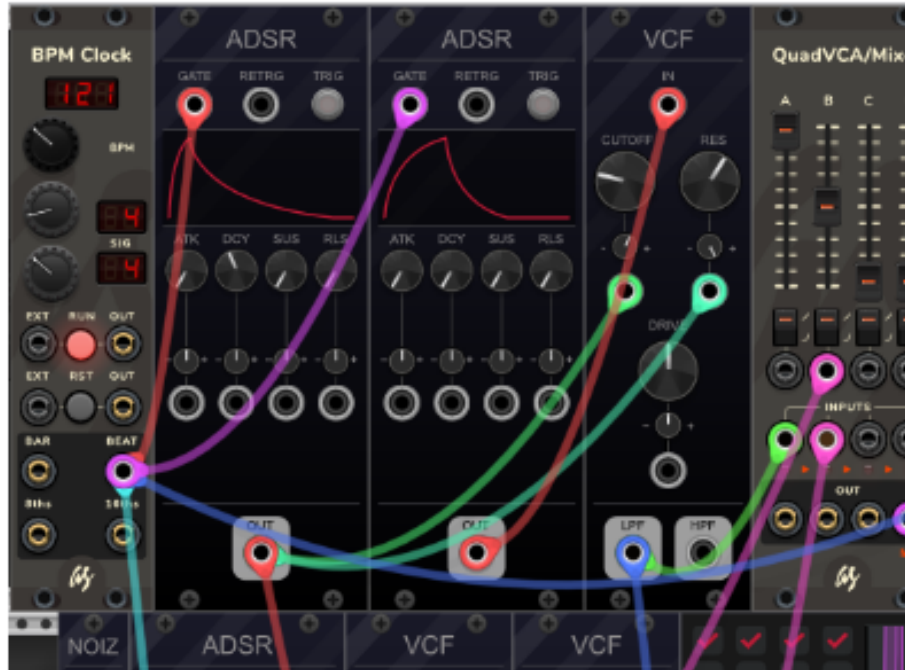 BPM Clock
121
BPM
4
SIG
4
EXT RUN OUT
EXT RST OUT
BAR BEAT
8ths 16ths
ADSR
GATE RETRG TRIG
ATK DCY SUS RLS
OUT
ADSR
GATE RETRG TRIG
ATK DCY SUS RLS
OUT
VCF
IN
CUTOFF RES
DRIVE
LPF HPF
QuadVCA/Mixe
A B C
INPUTS
OUT
NOIZ
ADSR
VCF
VCF